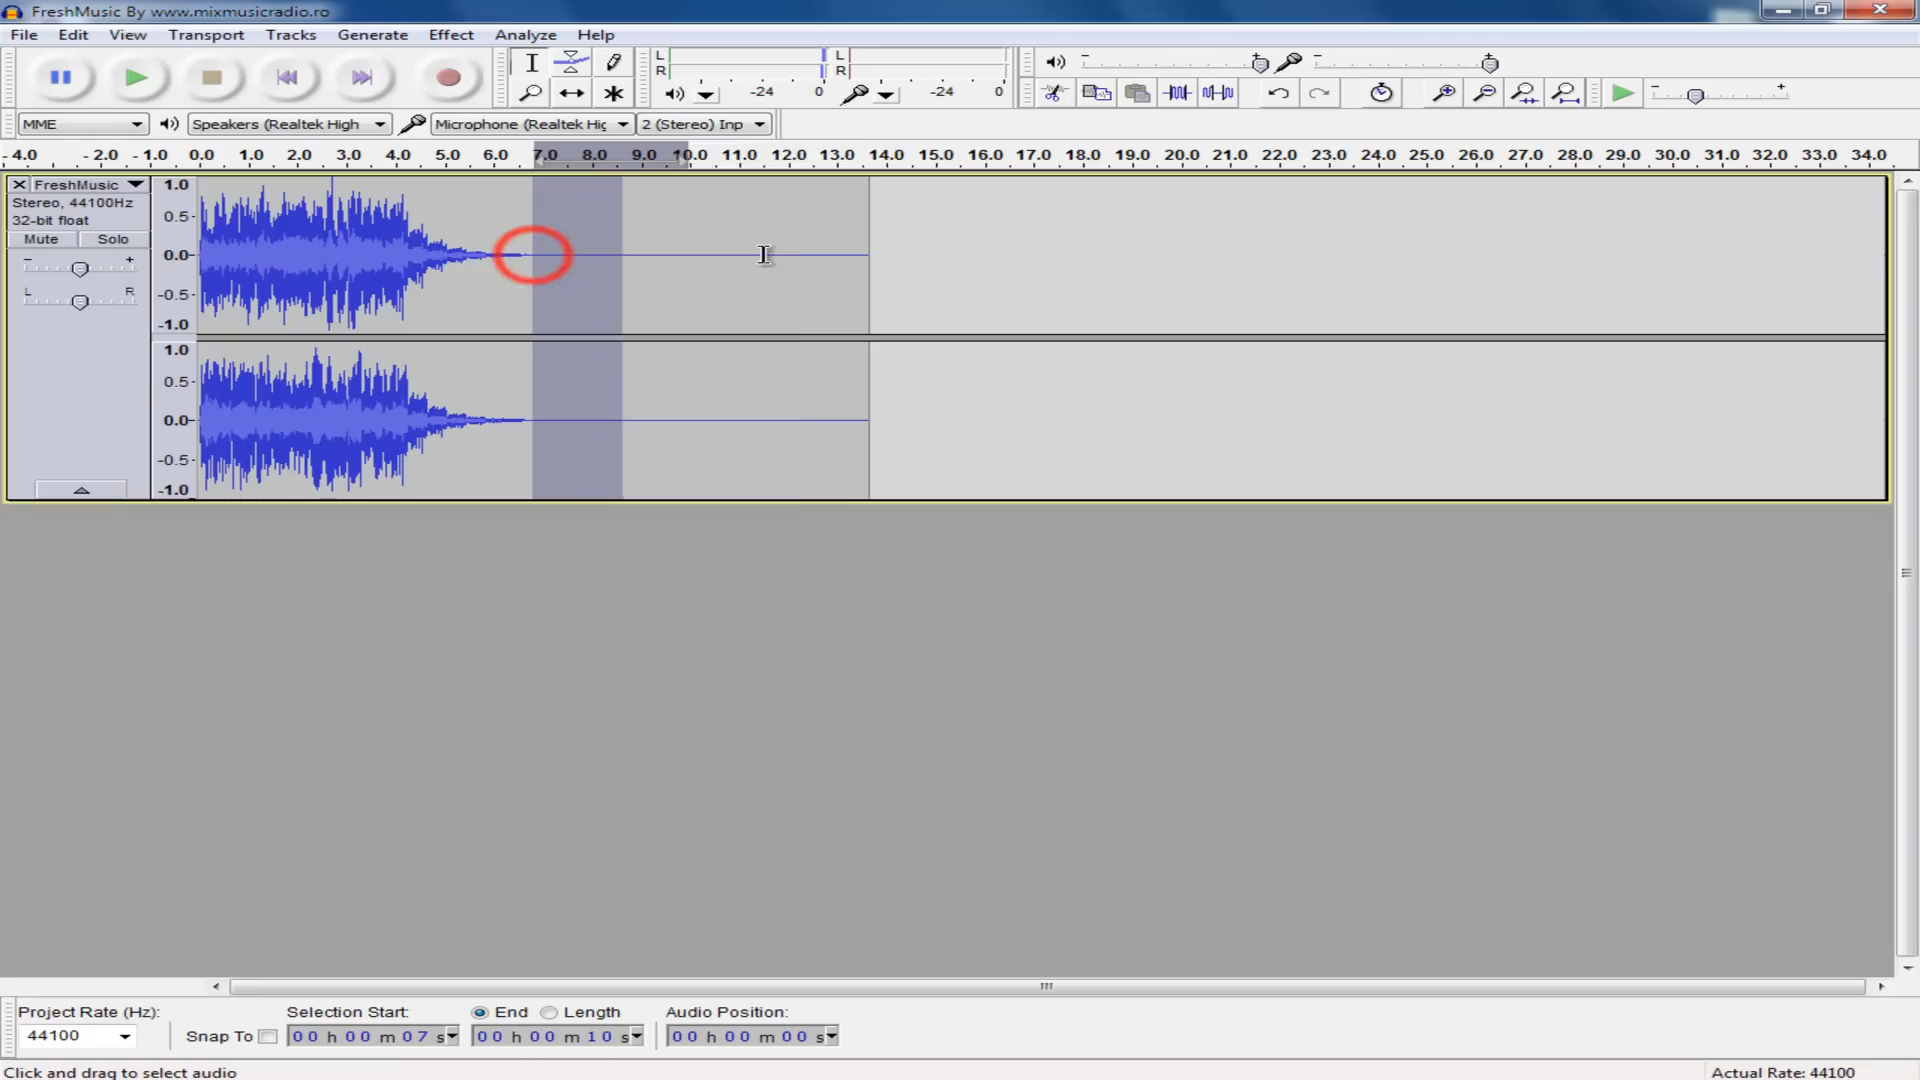 FreshMusic By www.mixmusicradio.ro
File Edit View Transport Tracks Generate Effect Analyze Help
L
R
-24 0
L
R
-24 0
MME
Speakers (Realtek High
Microphone (Realtek Hig
2 (Stereo) Inp
- 4.0 - 2.0 - 1.0 0.0 1.0 2.0 3.0 4.0 5.0 6.0 7.0 8.0 9.0 10.0 11.0 12.0 13.0 14.0 15.0 16.0 17.0 18.0 19.0 20.0 21.0 22.0 23.0 24.0 25.0 26.0 27.0 28.0 29.0 30.0 31.0 32.0 33.0 34.0
FreshMusic
Stereo, 44100Hz
32-bit float
Mute Solo
- +
L R
1.0
0.5
0.0
-0.5
-1.0
1.0
0.5
0.0
-0.5
-1.0
Project Rate (Hz):
44100
Snap To
Selection Start:
00 h 00 m 07 s
End Length
00 h 00 m 10 s
Audio Position:
00 h 00 m 00 s
Click and drag to select audio
Actual Rate: 44100